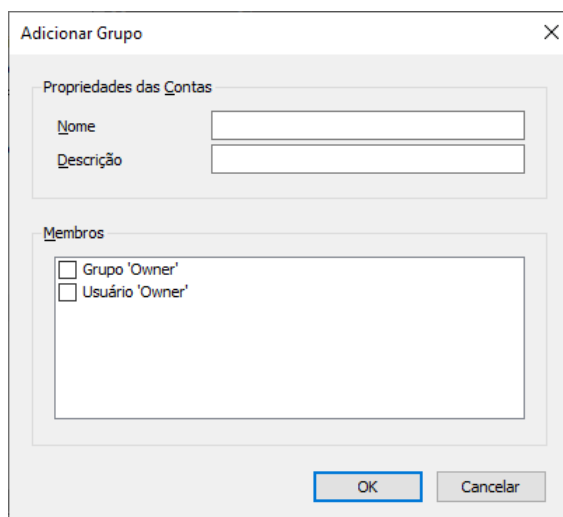 Adicionar Grupo
Propriedades das Contas
Nome
Descrição
Membros
Grupo 'Owner'
Usuário 'Owner'
OK
Cancelar